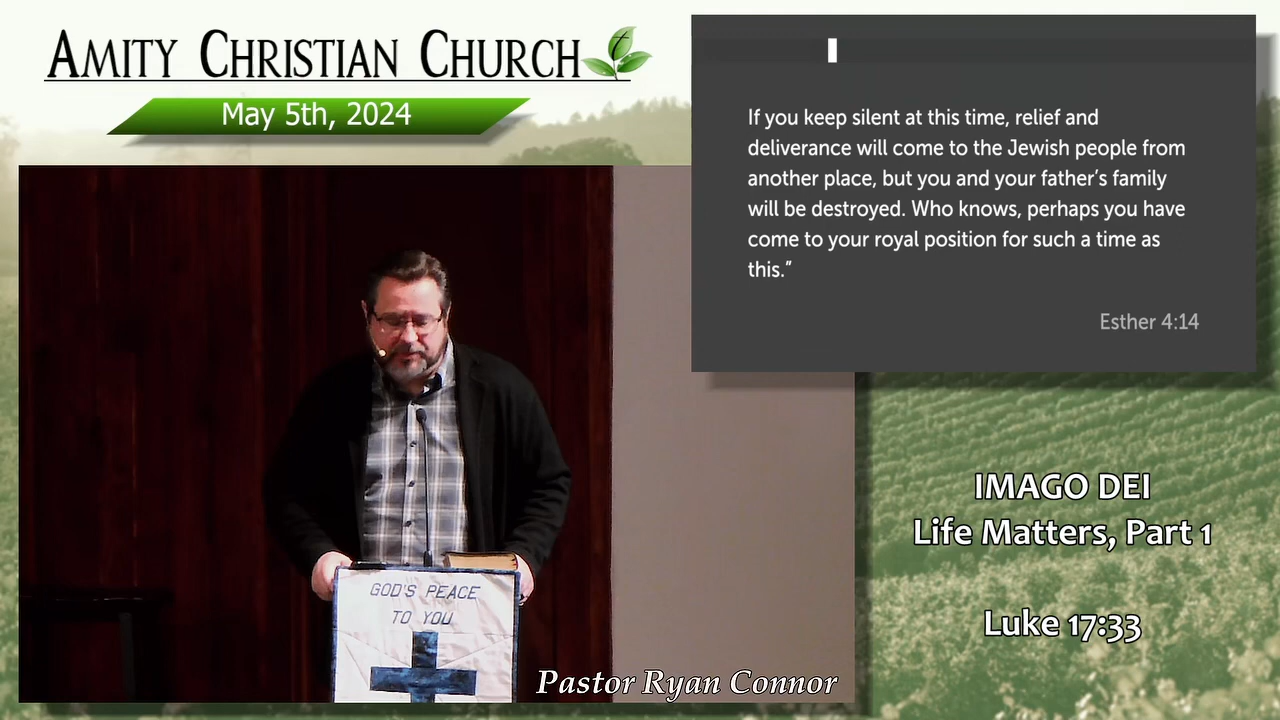 AMITY CHRISTIAN CHURCH
May 5th, 2024
If you keep silent at this time, relief and
deliverance will come to the Jewish people from
another place, but you and your father’s family
will be destroyed. Who knows, perhaps you have
come to your royal position for such a time as
this.”
Esther 4:14
IMAGO DEI
Life Matters, Part 1
Luke 17:33
GOD'S PEACE
TO YOU
Pastor Ryan Connor